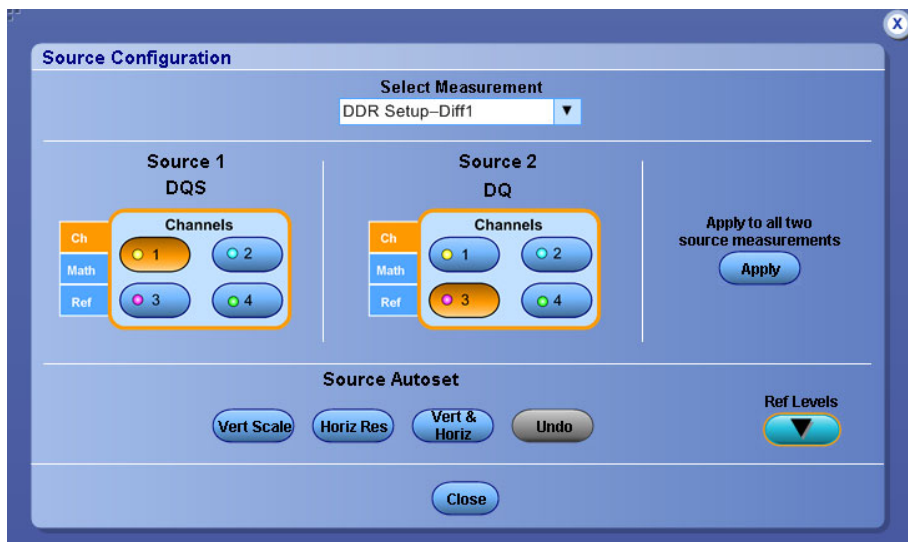 X
Source Configuration
Select Measurement
DDR Setup–Diff1
Source 1
DQS
Ch
Math
Ref
Channels
1
2
3
4
Source 2
DQ
Ch
Math
Ref
Channels
1
2
3
4
Apply to all two
source measurements
Apply
Source Autoset
Vert Scale
Horiz Res
Vert &
Horiz
Undo
Ref Levels
Close